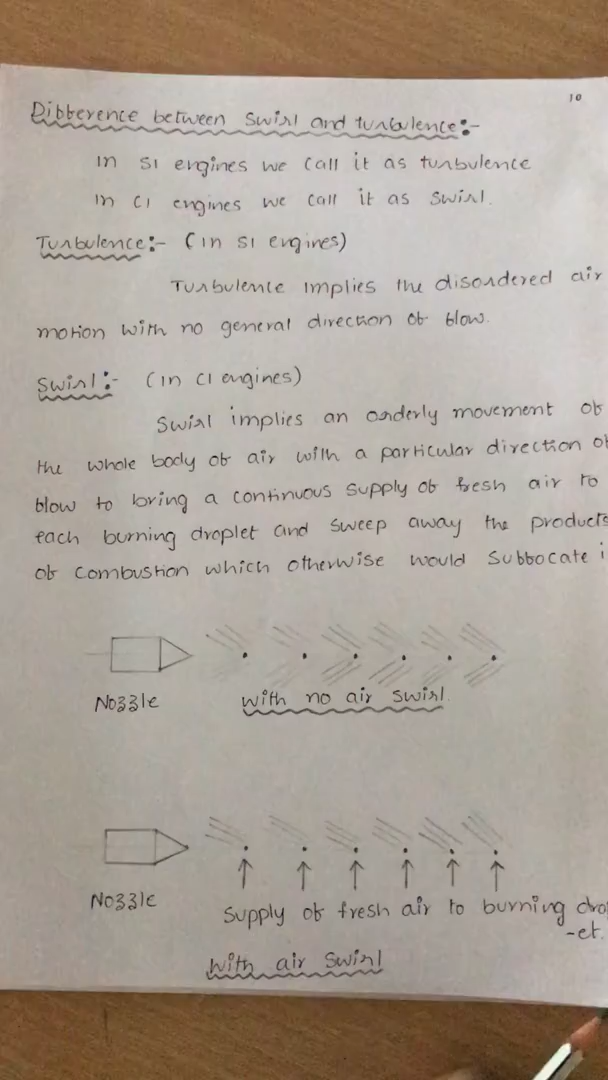 10
Difference between swirl and turbulence:-
In SI engines we call it as turbulence
In CI engines we call it as swirl.
Turbulence:- (in SI engines)
Turbulence implies the disordered air
motion with no general direction of flow.
Swirl:- (in CI engines)
Swirl implies an orderly movement of
the whole body of air with a particular direction of
flow to bring a continuous supply of fresh air to
each burning droplet and sweep away the products
of combustion which otherwise would suffocate i
Nozzle
With no air swirl
Nozzle
Supply of fresh air to burning drop
-et.
With air swirl